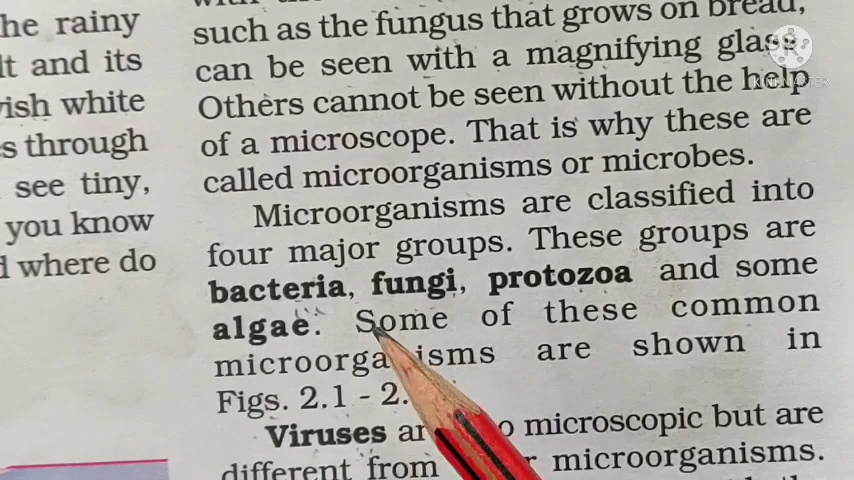 he rainy
lt and its
ish white
s through
see tiny,
you know
d where do
such as the fungus that grows on bread,
can be seen with a magnifying glass.
Others cannot be seen without the help
of a microscope. That is why these are
called microorganisms or microbes.
Microorganisms are classified into
four major groups. These groups are
bacteria, fungi, protozoa and some
algae. Some of these common
microorga isms are shown in
Figs. 2.1 - 2.
Viruses ar o microscopic but are
different from r microorganisms.